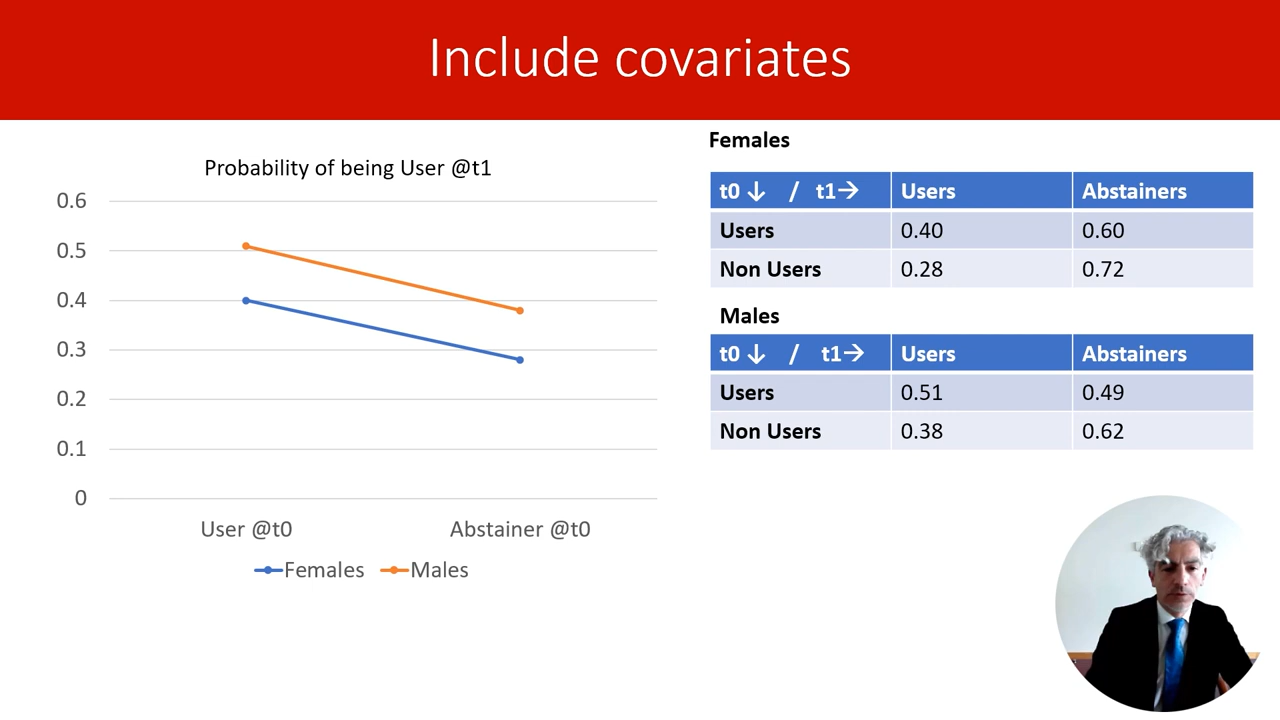 Include covariates
Probability of being User @t1
0.6
0.5
0.4
0.3
0.2
0.1
0
User @t0 Abstainer @t0
Females Males
Females
t0 ↓ / t1→ Users Abstainers
Users 0.40 0.60
Non Users 0.28 0.72
Males
t0 ↓ / t1→ Users Abstainers
Users 0.51 0.49
Non Users 0.38 0.62